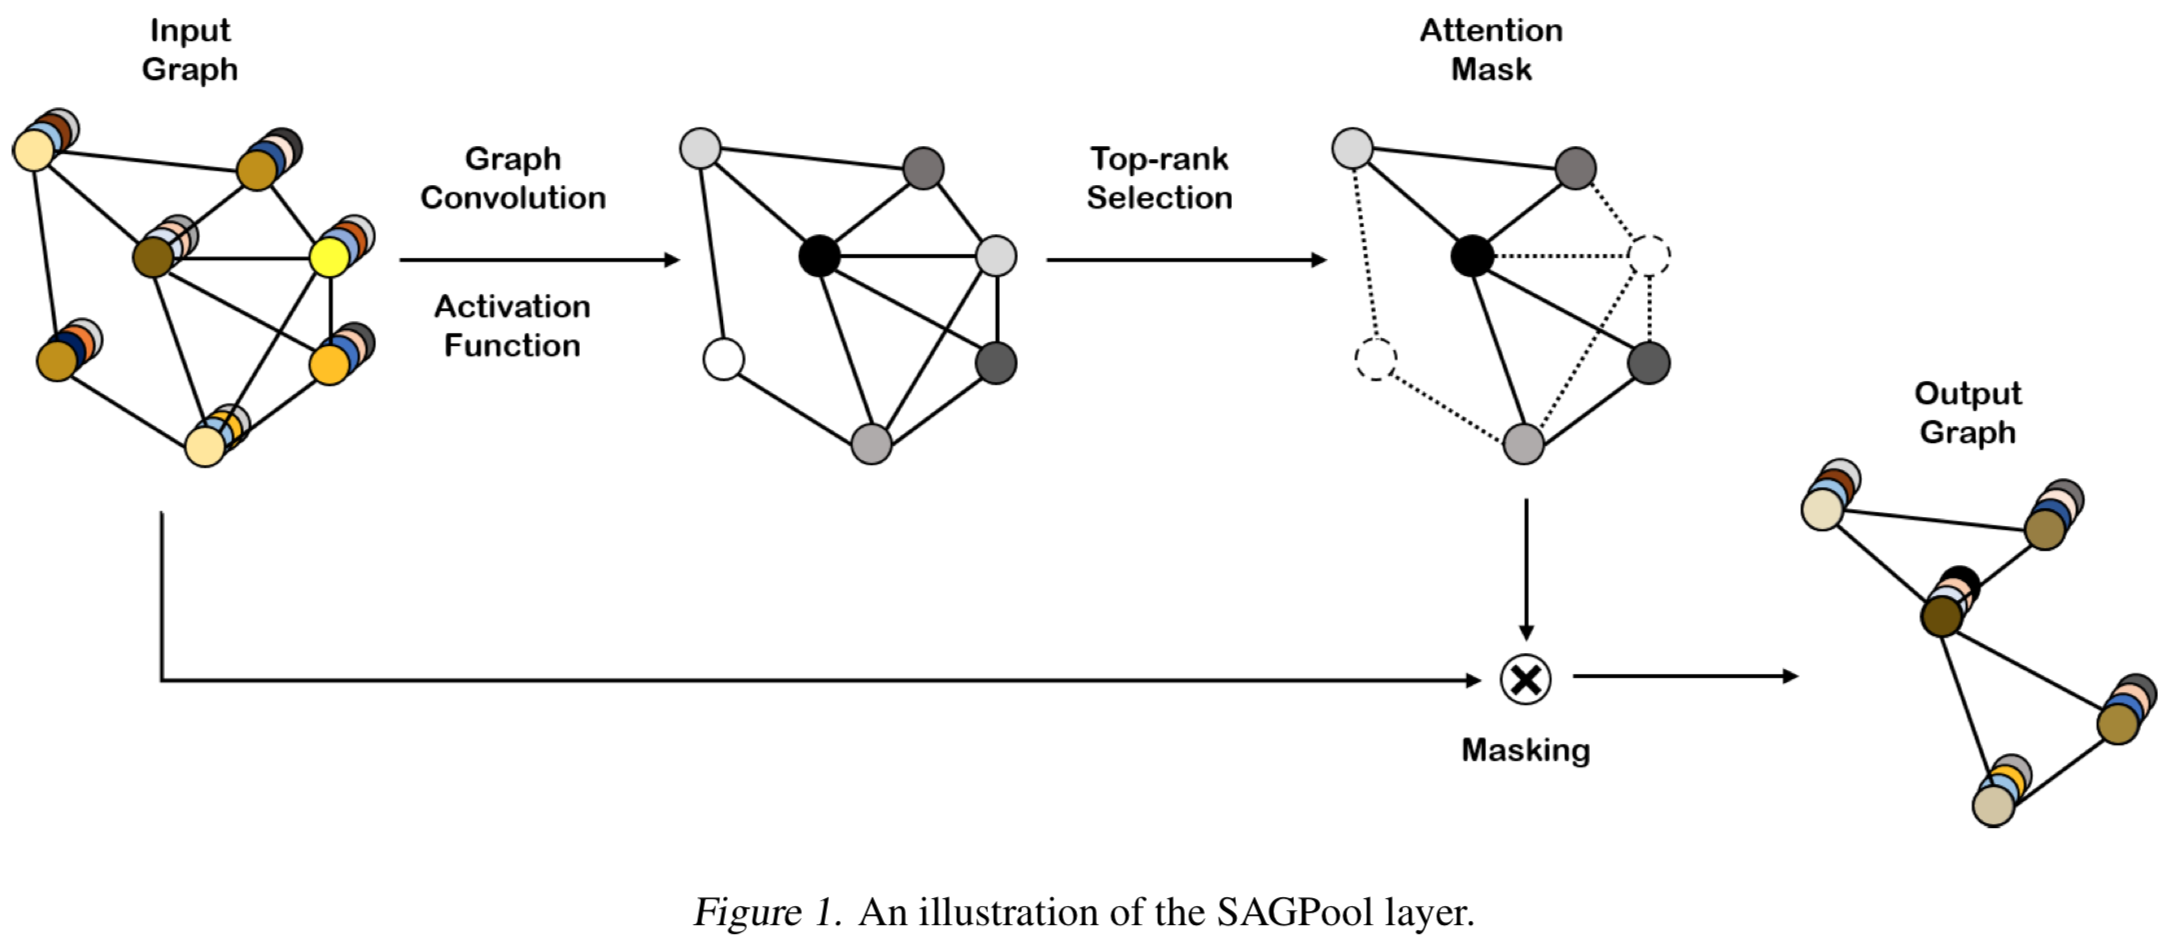 Input
Graph
Graph
Convolution
Activation
Function
Top-rank
Selection
Attention
Mask
Masking
Output
Graph
Figure 1. An illustration of the SAGPool layer.